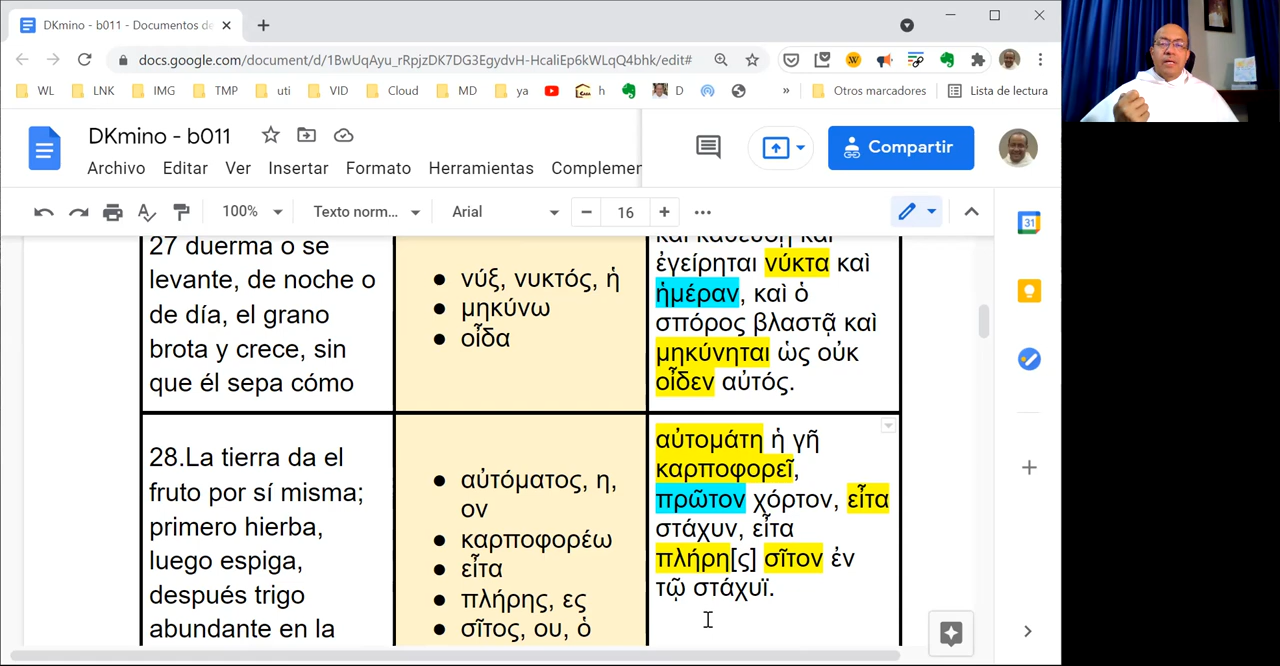 DKmino - b011 - Documentos de
docs.google.com/document/d/1BwUqAyu_rRpjzDK7DG3EgydvH-HcaliEp6kWLqQ4bhk/edit#
WL LNK IMG TMP uti VID Cloud MD ya h D » Otros marcadores Lista de lectura
DKmino - b011
Compartir
Archivo Editar Ver Insertar Formato Herramientas Complemen
100% Texto norm... Arial 16
31
27 duerma o se
levante, de noche o
de día, el grano
brota y crece, sin
que él sepa cómo
νύξ, νυκτός, ἡ
μηκύνω
οἶδα
καὶ καθεύδῃ καὶ
ἐγείρηται νύκτα καὶ
ἡμέραν, καὶ ὁ
σπόρος βλαστᾷ καὶ
μηκύνηται ὡς οὐκ
οἶδεν αὐτός.
28.La tierra da el
fruto por sí misma;
primero hierba,
luego espiga,
después trigo
abundante en la
αὐτόματος, η,
ον
καρποφορέω
εἶτα
πλήρης, ες
σῖτος, ου, ὁ
αὐτομάτη ἡ γῆ
καρποφορεῖ,
πρῶτον χόρτον, εἶτα
στάχυν, εἶτα
πλήρη[ς] σῖτον ἐν
τῷ στάχυϊ.